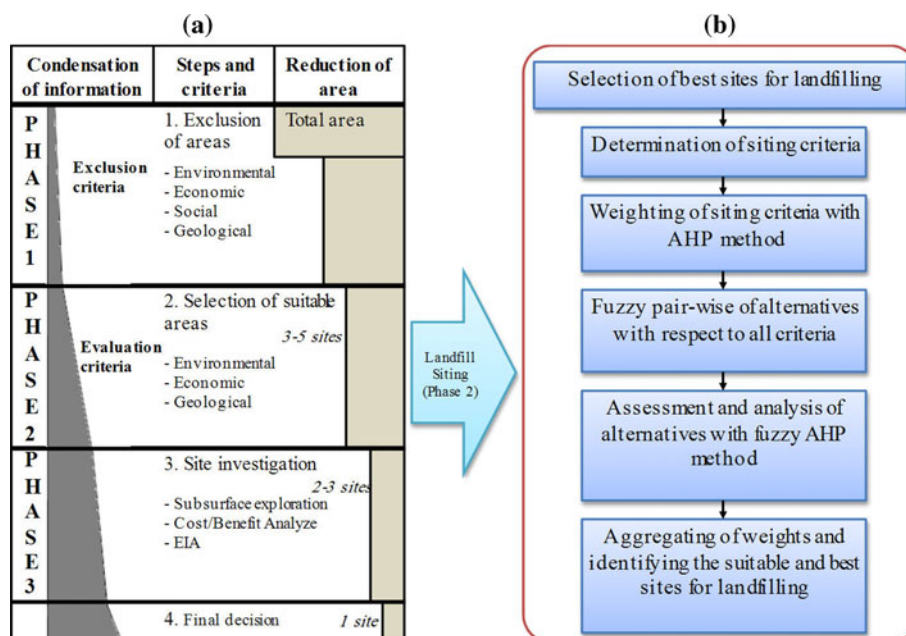 (a)
Condensation
of information
Steps and
criteria
Reduction of
area
PHASE1
Exclusion
criteria
1. Exclusion
of areas
- Environmental
- Economic
- Social
- Geological
Total area
PHASE2
Evaluation
criteria
2. Selection of suitable
areas
3-5 sites
- Environmental
- Economic
- Geological
PHASE3
3. Site investigation
2-3 sites
- Subsurface exploration
- Cost/Benefit Analyze
- EIA
4. Final decision
1 site
Landfill
Siting
(Phase 2)
(b)
Selection of best sites for landfilling
Determination of siting criteria
Weighting of siting criteria with
AHP method
Fuzzy pair-wise of alternatives
with respect to all criteria
Assessment and analysis of
alternatives with fuzzy AHP
method
Aggregating of weights and
identifying the suitable and best
sites for landfilling